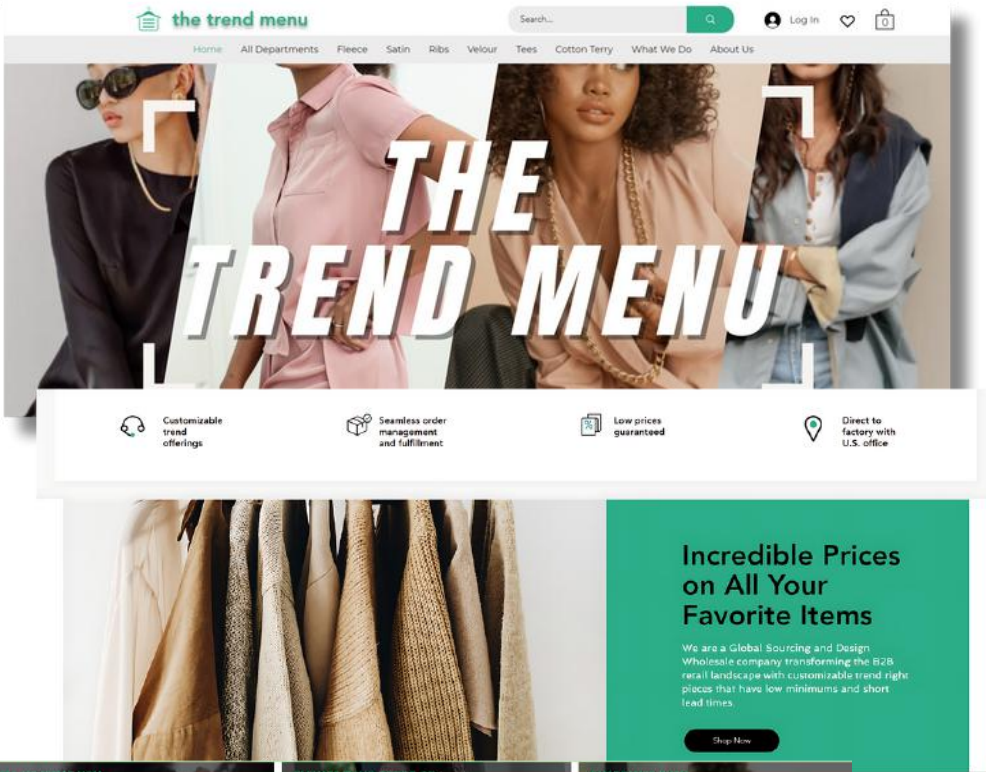 the trend menu
Search...
Log In
0
Home All Departments Fleece Satin Ribs Velour Tees Cotton Terry What We Do About Us
THE
TREND MENU
Customizable
trend
offerings
Seamless order
management
and fulfillment
%
Low prices
guaranteed
Direct to
factory with
U.S. office
Incredible Prices
on All Your
Favorite Items
We are a Global Sourcing and Design
Wholesale company transforming the B2B
retail landscape with customizable trend right
pieces that have low minimums and short
lead times.
Shop Now